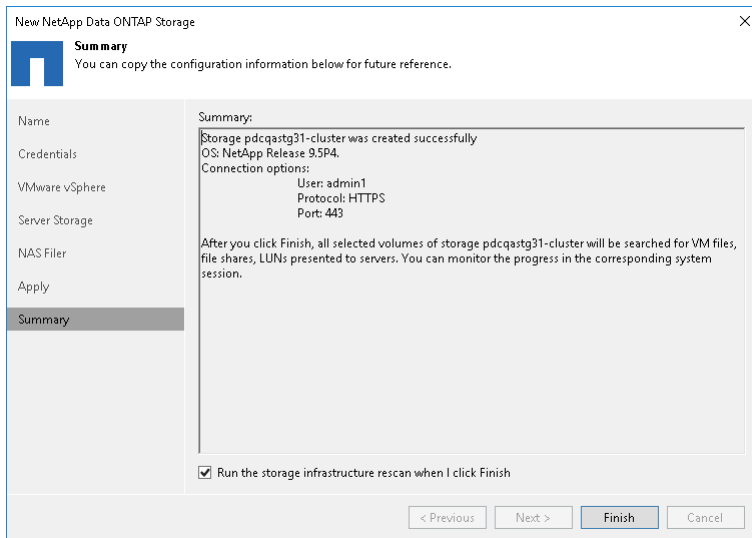 New NetApp Data ONTAP Storage
Summary
You can copy the configuration information below for future reference.
Name
Credentials
VMware vSphere
Server Storage
NAS Filer
Apply
Summary
Summary:
Storage pdcqastg31-cluster was created successfully
OS: NetApp Release 9.5P4.
Connection options:
User: admin1
Protocol: HTTPS
Port: 443
After you click Finish, all selected volumes of storage pdcqastg31-cluster will be searched for VM files,
file shares, LUNs presented to servers. You can monitor the progress in the corresponding system
session.
Run the storage infrastructure rescan when I click Finish
< Previous
Next >
Finish
Cancel